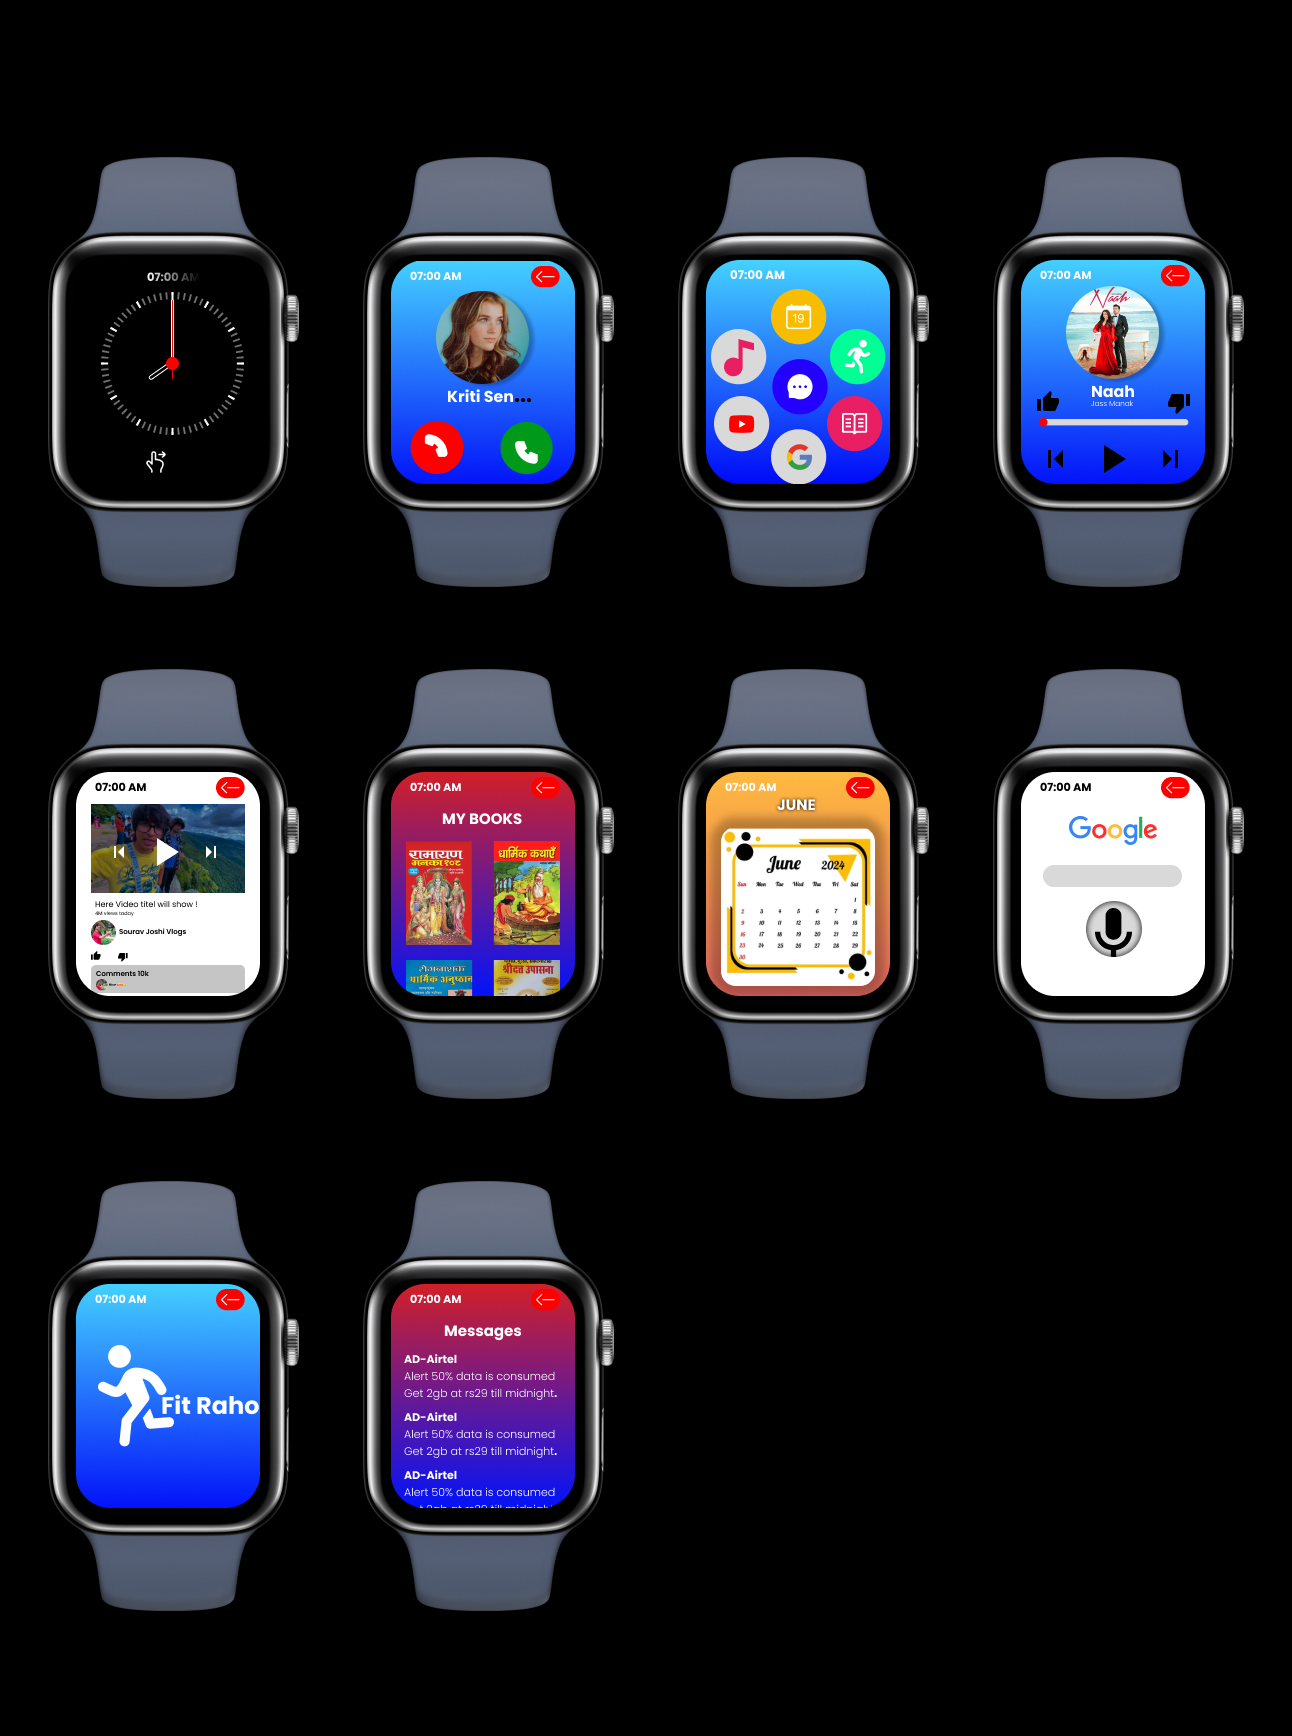 07:00 AM
07:00 AM
Kriti Sen...
07:00 AM
19
07:00 AM
Naah
Naah
Jass Manak
07:00 AM
Here Video titel will show !
4M views today
Sourav Joshi Vlogs
Comments 10k
07:00 AM
MY BOOKS
रामायण
मनका १०८
धार्मिक कथाएँ
धार्मिक अनुष्ठान
श्रीदत्त उपासना
07:00 AM
JUNE
June 2024
Sun Mon Tue Wed Thu Fri Sat
1
2 3 4 5 6 7 8
9 10 11 12 13 14 15
16 17 18 19 20 21 22
23 24 25 26 27 28 29
30
07:00 AM
Google
07:00 AM
Fit Raho
07:00 AM
Messages
AD-Airtel
Alert 50% data is consumed
Get 2gb at rs29 till midnight.
AD-Airtel
Alert 50% data is consumed
Get 2gb at rs29 till midnight.
AD-Airtel
Alert 50% data is consumed